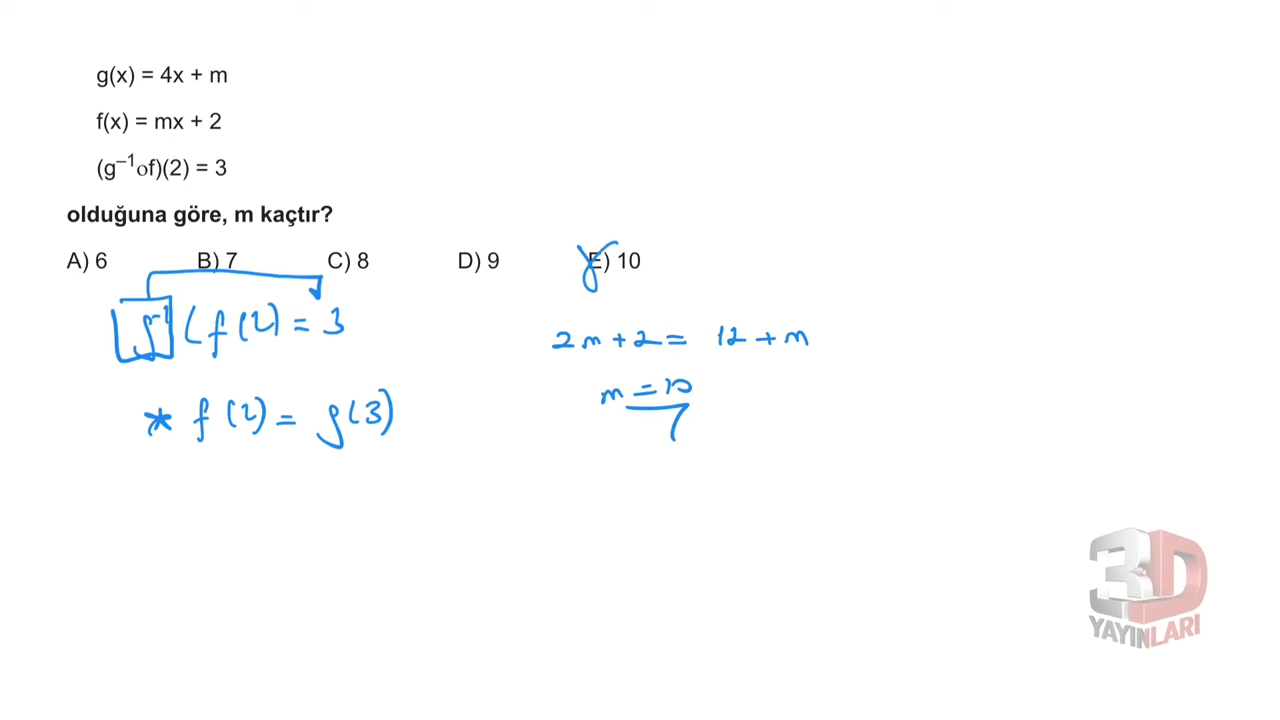 g(x) = 4x + m
f(x) = mx + 2
(g⁻¹of)(2) = 3
olduğuna göre, m kaçtır?
A) 6 B) 7 C) 8 D) 9 E) 10
g⁻¹(f(2) = 3
* f(2) = g(3)
2m+2 = 12+m
m = 10
3D
YAYINLARI